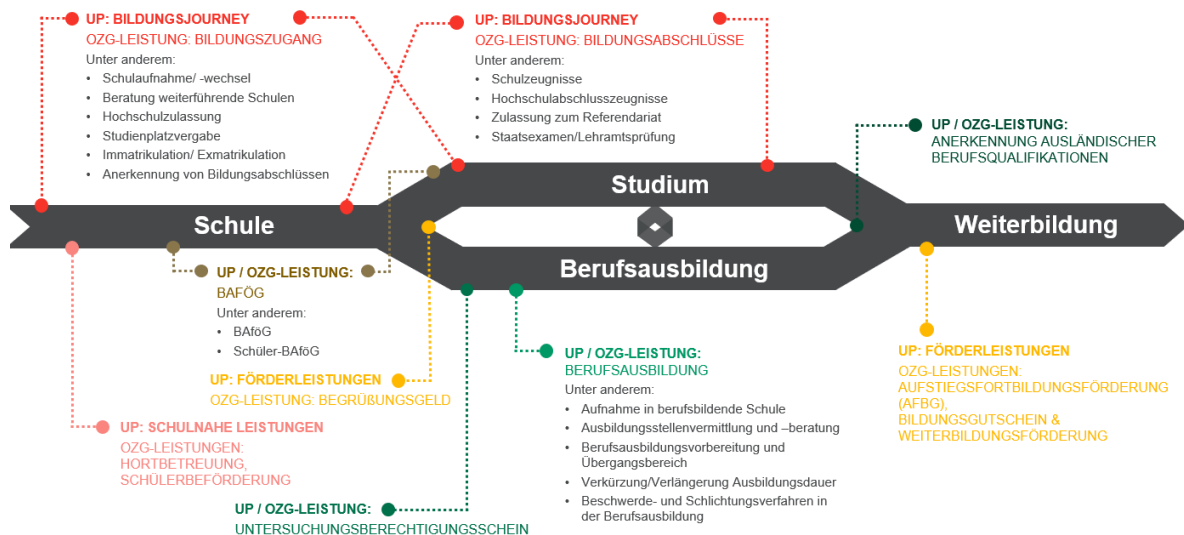 UP: BILDUNGSJOURNEY
OZG-LEISTUNG: BILDUNGSZUGANG
Unter anderem:
• Schulaufnahme/ -wechsel
• Beratung weiterführende Schulen
• Hochschulzulassung
• Studienplatzvergabe
• Immatrikulation/ Exmatrikulation
• Anerkennung von Bildungsabschlüssen
UP: BILDUNGSJOURNEY
OZG-LEISTUNG: BILDUNGSABSCHLÜSSE
Unter anderem:
• Schulzeugnisse
• Hochschulabschlusszeugnisse
• Zulassung zum Referendariat
• Staatsexamen/Lehramtsprüfung
UP / OZG-LEISTUNG:
ANERKENNUNG AUSLÄNDISCHER
BERUFSQUALIFIKATIONEN
Studium
Schule
Weiterbildung
Berufsausbildung
UP / OZG-LEISTUNG:
BAFÖG
Unter anderem:
• BAföG
• Schüler-BAföG
UP: FÖRDERLEISTUNGEN
OZG-LEISTUNG: BEGRÜßUNGSGELD
UP: SCHULNAHE LEISTUNGEN
OZG-LEISTUNGEN:
HORTBETREUUNG,
SCHÜLERBEFÖRDERUNG
UP / OZG-LEISTUNG:
UNTERSUCHUNGSBERECHTIGUNGSSCHEIN
UP / OZG-LEISTUNG:
BERUFSAUSBILDUNG
Unter anderem:
• Aufnahme in berufsbildende Schule
• Ausbildungsstellenvermittlung und –beratung
• Berufsausbildungsvorbereitung und
Übergangsbereich
• Verkürzung/Verlängerung Ausbildungsdauer
• Beschwerde- und Schlichtungsverfahren in
der Berufsausbildung
UP: FÖRDERLEISTUNGEN
OZG-LEISTUNGEN:
AUFSTIEGSFORTBILDUNGSFÖRDERUNG
(AFBG),
BILDUNGSGUTSCHEIN &
WEITERBILDUNGSFÖRDERUNG